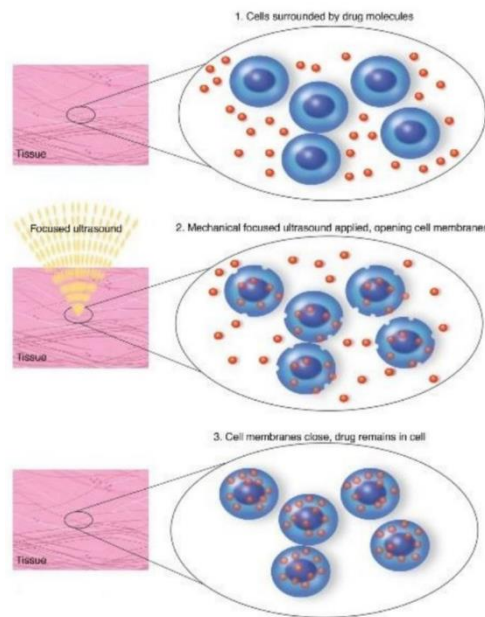 1. Cells surrounded by drug molecules
Tissue
Focused ultrasound
2. Mechanical focused ultrasound applied, opening cell membranes
Tissue
3. Cell membranes close, drug remains in cell
Tissue